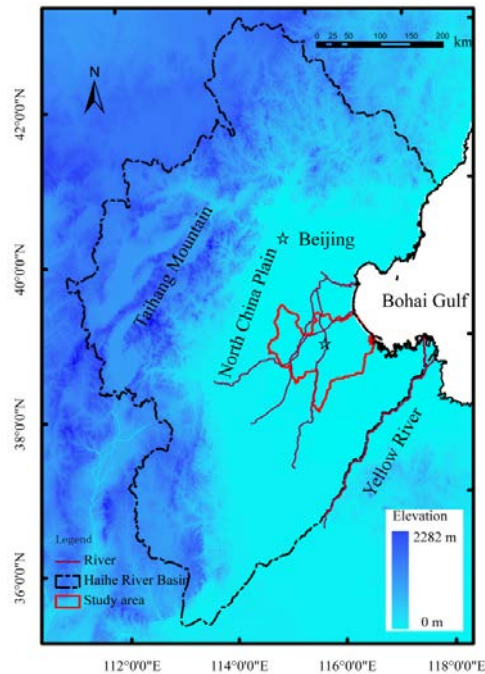 0 25 50 100 150 200
km
N
42°0'0"N
40°0'0"N
38°0'0"N
36°0'0"N
Taihang Mountain
North China Plain
Beijing
Bohai Gulf
Yellow River
Legend
River
Haihe River Basin
Study area
Elevation
2282 m
0 m
112°0'0"E
114°0'0"E
116°0'0"E
118°0'0"E